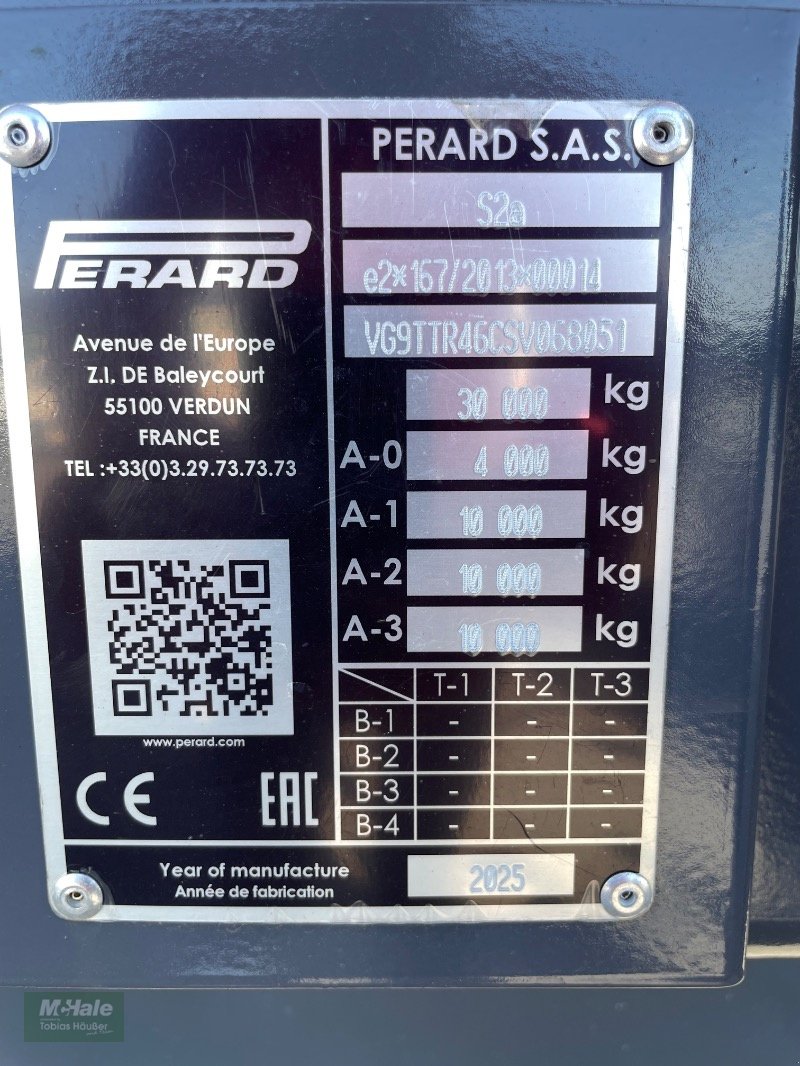 PERARD
Avenue de l'Europe
Z.I. DE Baleycourt
55100 VERDUN
FRANCE
TEL :+33(0)3.29.73.73.73
www.perard.com
CE
EAC
PERARD S.A.S.
S2a
e2*167/2013*00014
VG9TTR46CSV068051
30 000 kg
A-0 4 000 kg
A-1 10 000 kg
A-2 10 000 kg
A-3 10 000 kg
T-1 T-2 T-3
B-1 - - -
B-2 - - -
B-3 - - -
B-4 - - -
Year of manufacture
Année de fabrication
2025
McHale
Tobias Häußer